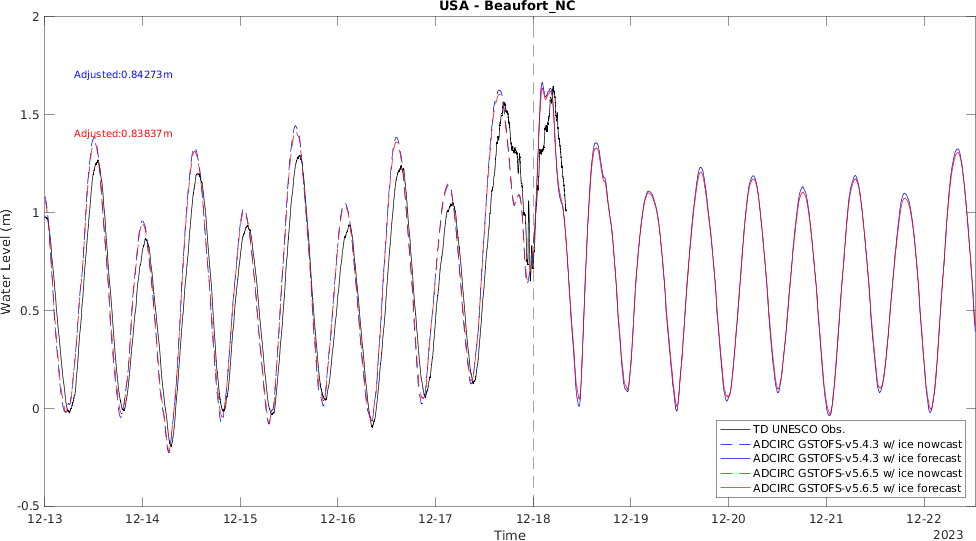 USA - Beaufort_NC
2
1.5
1
0.5
0
-0.5
Water Level (m)
Adjusted:0.84273m
Adjusted:0.83837m
TD UNESCO Obs.
ADCIRC GSTOFS-v5.4.3 w/ ice nowcast
ADCIRC GSTOFS-v5.4.3 w/ ice forecast
ADCIRC GSTOFS-v5.6.5 w/ ice nowcast
ADCIRC GSTOFS-v5.6.5 w/ ice forecast
12-13 12-14 12-15 12-16 12-17 12-18 12-19 12-20 12-21 12-22
Time
2023